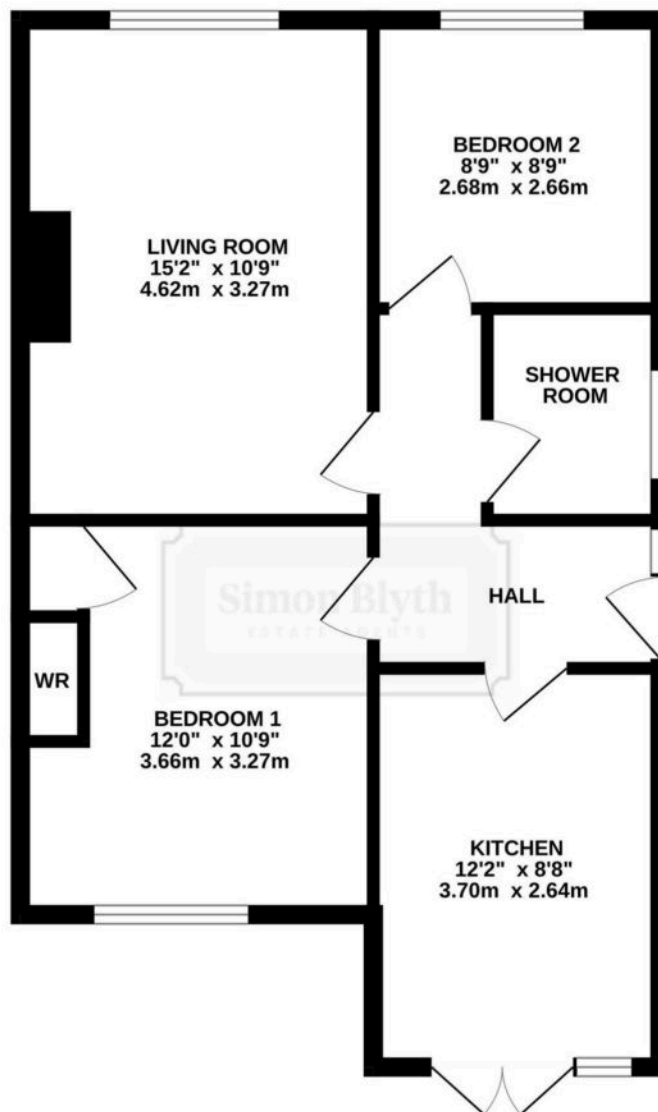 BEDROOM 2
8'9" x 8'9"
2.68m x 2.66m
LIVING ROOM
15'2" x 10'9"
4.62m x 3.27m
SHOWER
ROOM
HALL
Simon Blyth
ESTATE AGENTS
WR
BEDROOM 1
12'0" x 10'9"
3.66m x 3.27m
KITCHEN
12'2" x 8'8"
3.70m x 2.64m